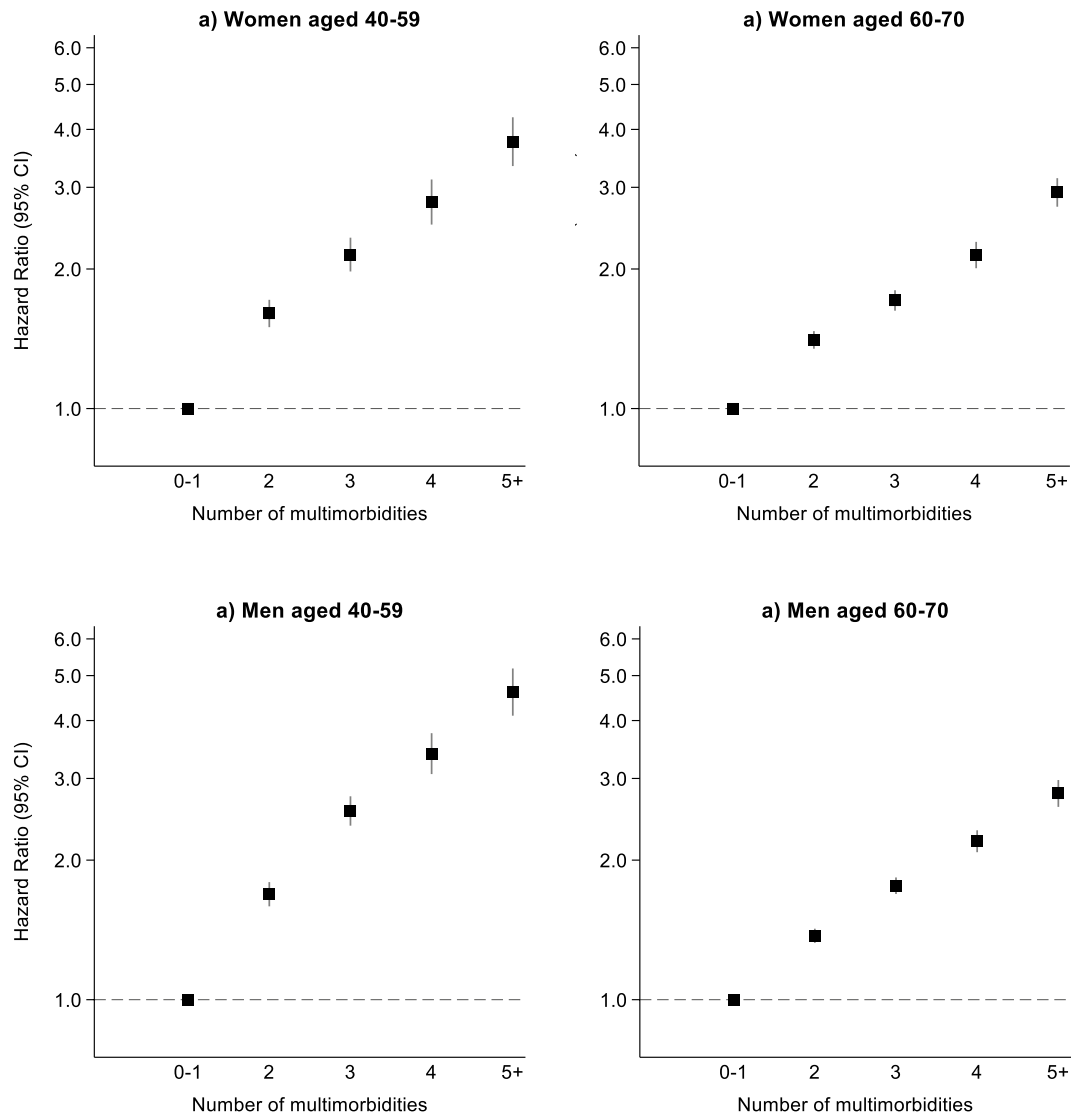 a) Women aged 40-59
6.0
5.0
4.0
3.0
2.0
1.0
Hazard Ratio (95% CI)
0-1 2 3 4 5+
Number of multimorbidities
a) Women aged 60-70
6.0
5.0
4.0
3.0
2.0
1.0
0-1 2 3 4 5+
Number of multimorbidities
a) Men aged 40-59
6.0
5.0
4.0
3.0
2.0
1.0
Hazard Ratio (95% CI)
0-1 2 3 4 5+
Number of multimorbidities
a) Men aged 60-70
6.0
5.0
4.0
3.0
2.0
1.0
0-1 2 3 4 5+
Number of multimorbidities